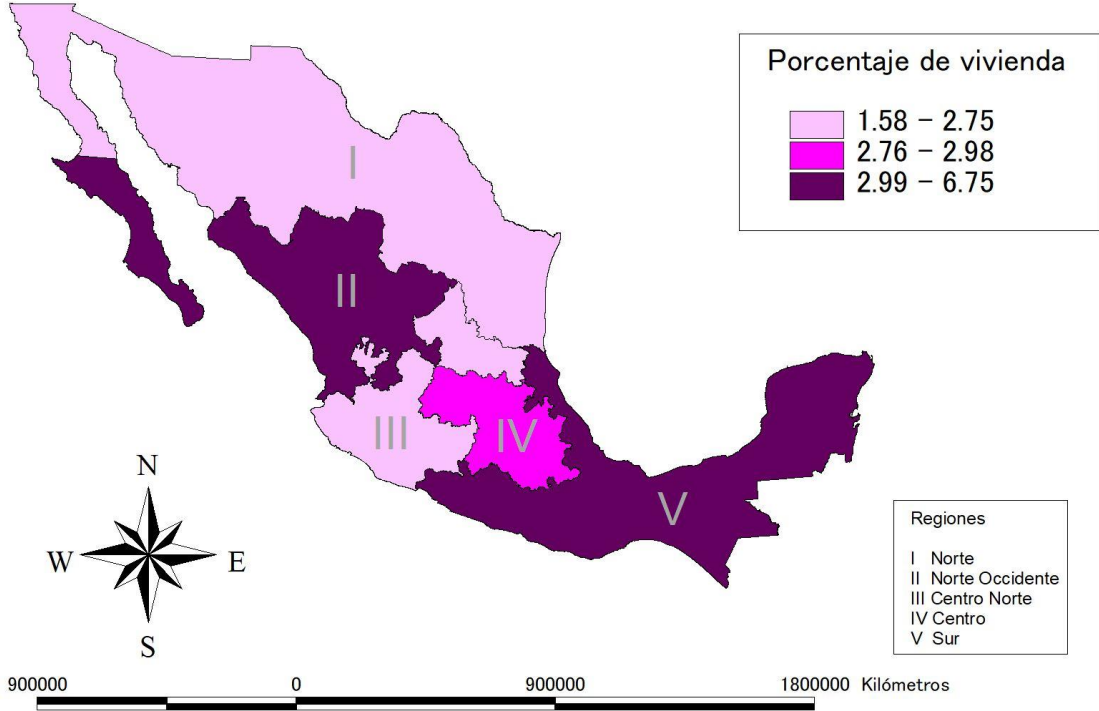 Porcentaje de vivienda
1.58 - 2.75
2.76 - 2.98
2.99 - 6.75
I
II
III
IV
V
N
W E
S
Regiones
I Norte
II Norte Occidente
III Centro Norte
IV Centro
V Sur
900000 0 900000 1800000 Kilómetros